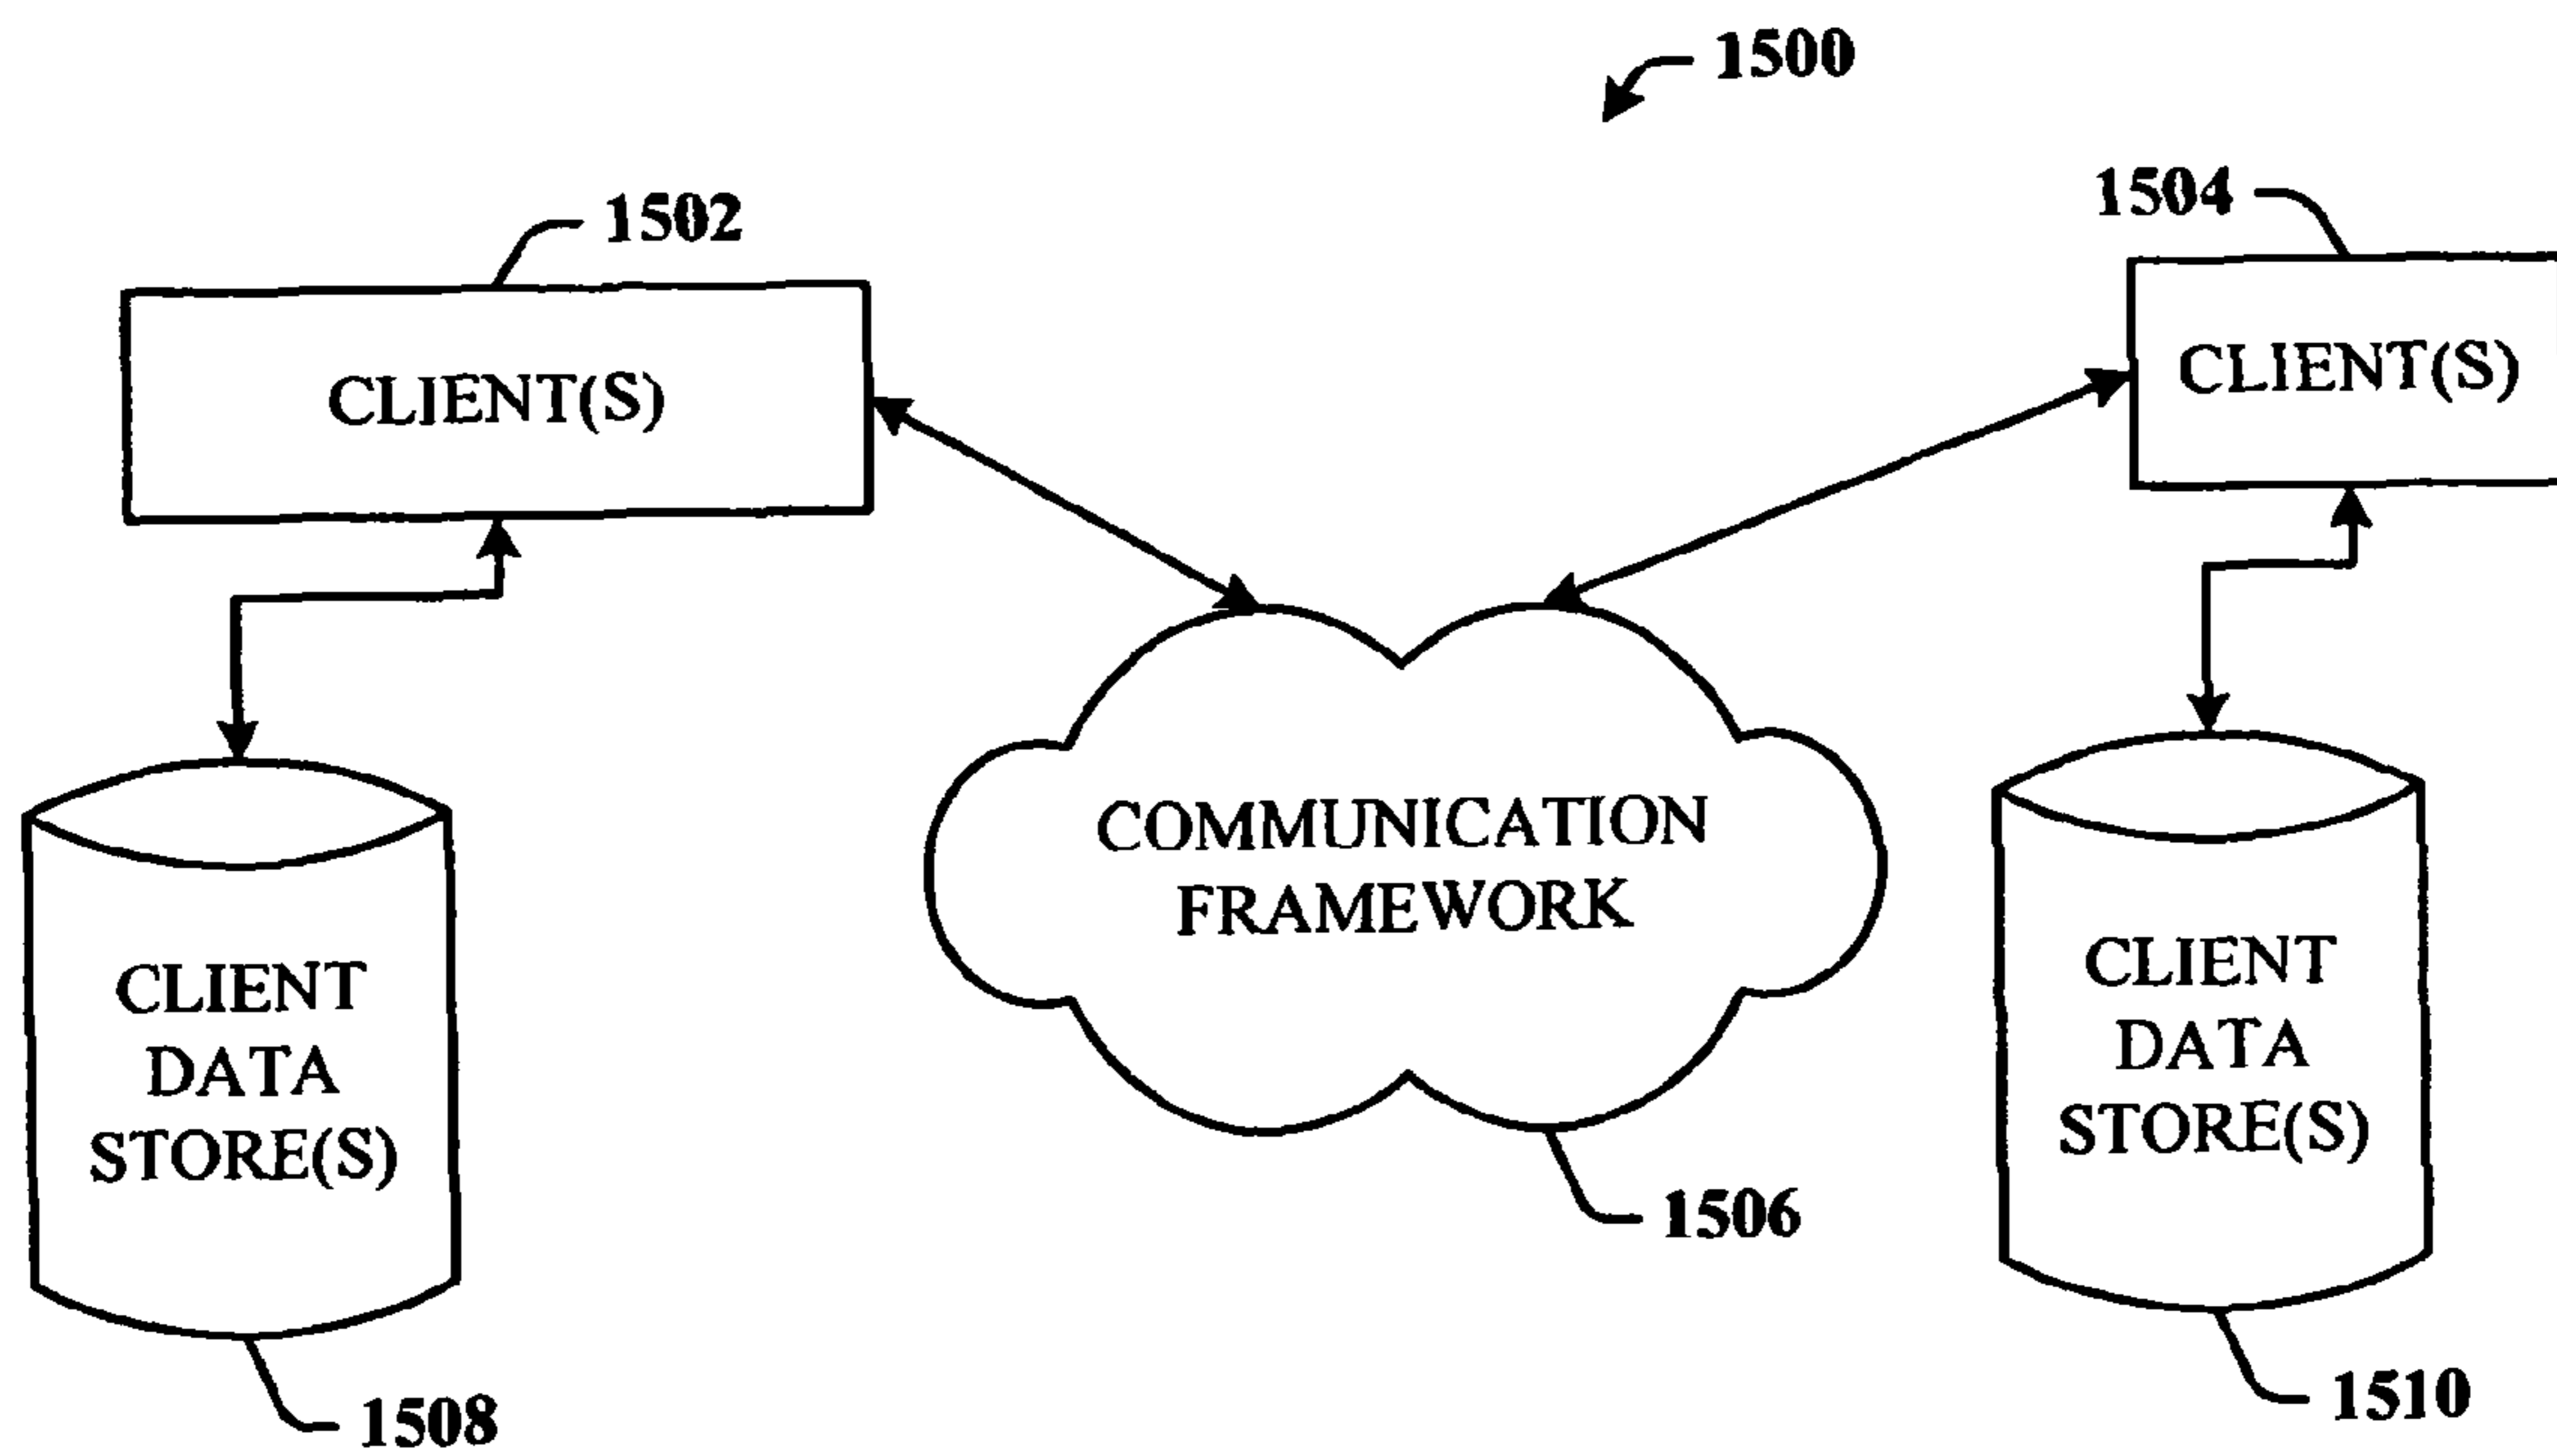 1500
1502
1504
CLIENT(S)
CLIENT(S)
COMMUNICATION
FRAMEWORK
CLIENT
DATA
STORE(S)
CLIENT
DATA
STORE(S)
1506
1508
1510